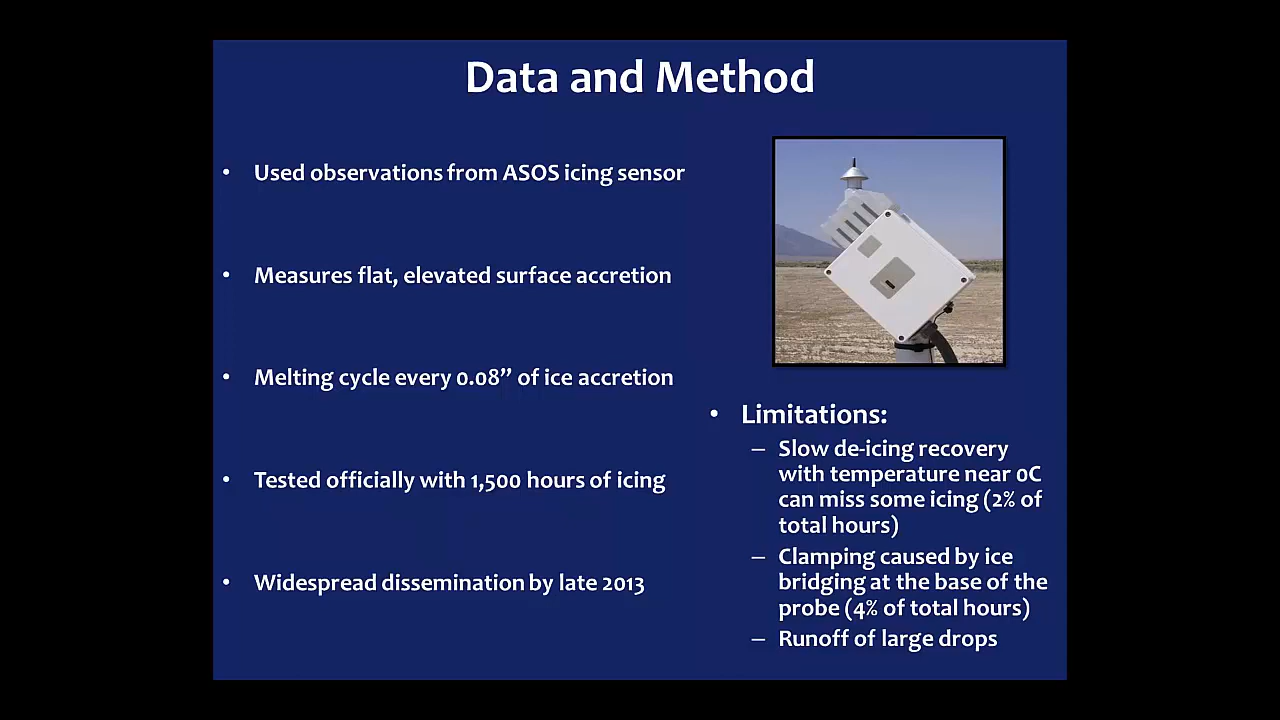 Data and Method
• Used observations from ASOS icing sensor
• Measures flat, elevated surface accretion
• Melting cycle every 0.08” of ice accretion
• Tested officially with 1,500 hours of icing
• Widespread dissemination by late 2013
• Limitations:
– Slow de-icing recovery
with temperature near 0C
can miss some icing (2% of
total hours)
– Clamping caused by ice
bridging at the base of the
probe (4% of total hours)
– Runoff of large drops